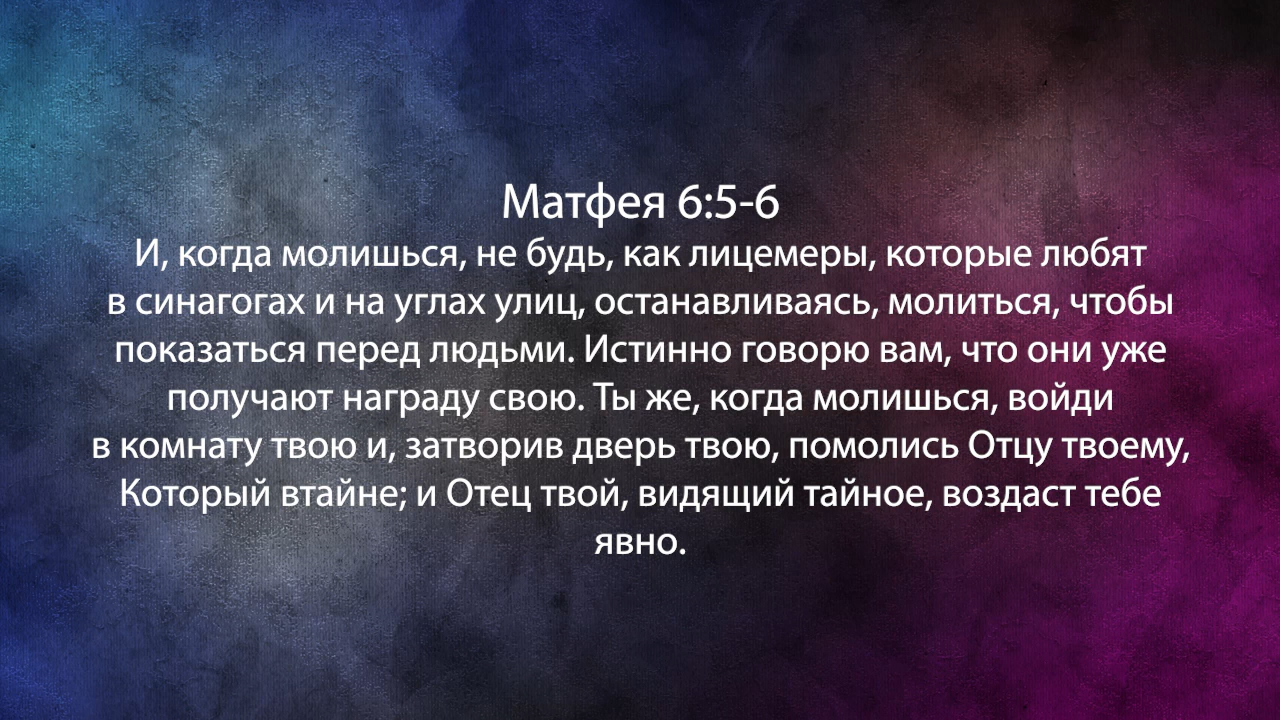 Матфея 6:5-6
И, когда молишься, не будь, как лицемеры, которые любят
в синагогах и на углах улиц, останавливаясь, молиться, чтобы
показаться перед людьми. Истинно говорю вам, что они уже
получают награду свою. Ты же, когда молишься, войди
в комнату твою и, затворив дверь твою, помолись Отцу твоему,
Который втайне; и Отец твой, видящий тайное, воздаст тебе
явно.